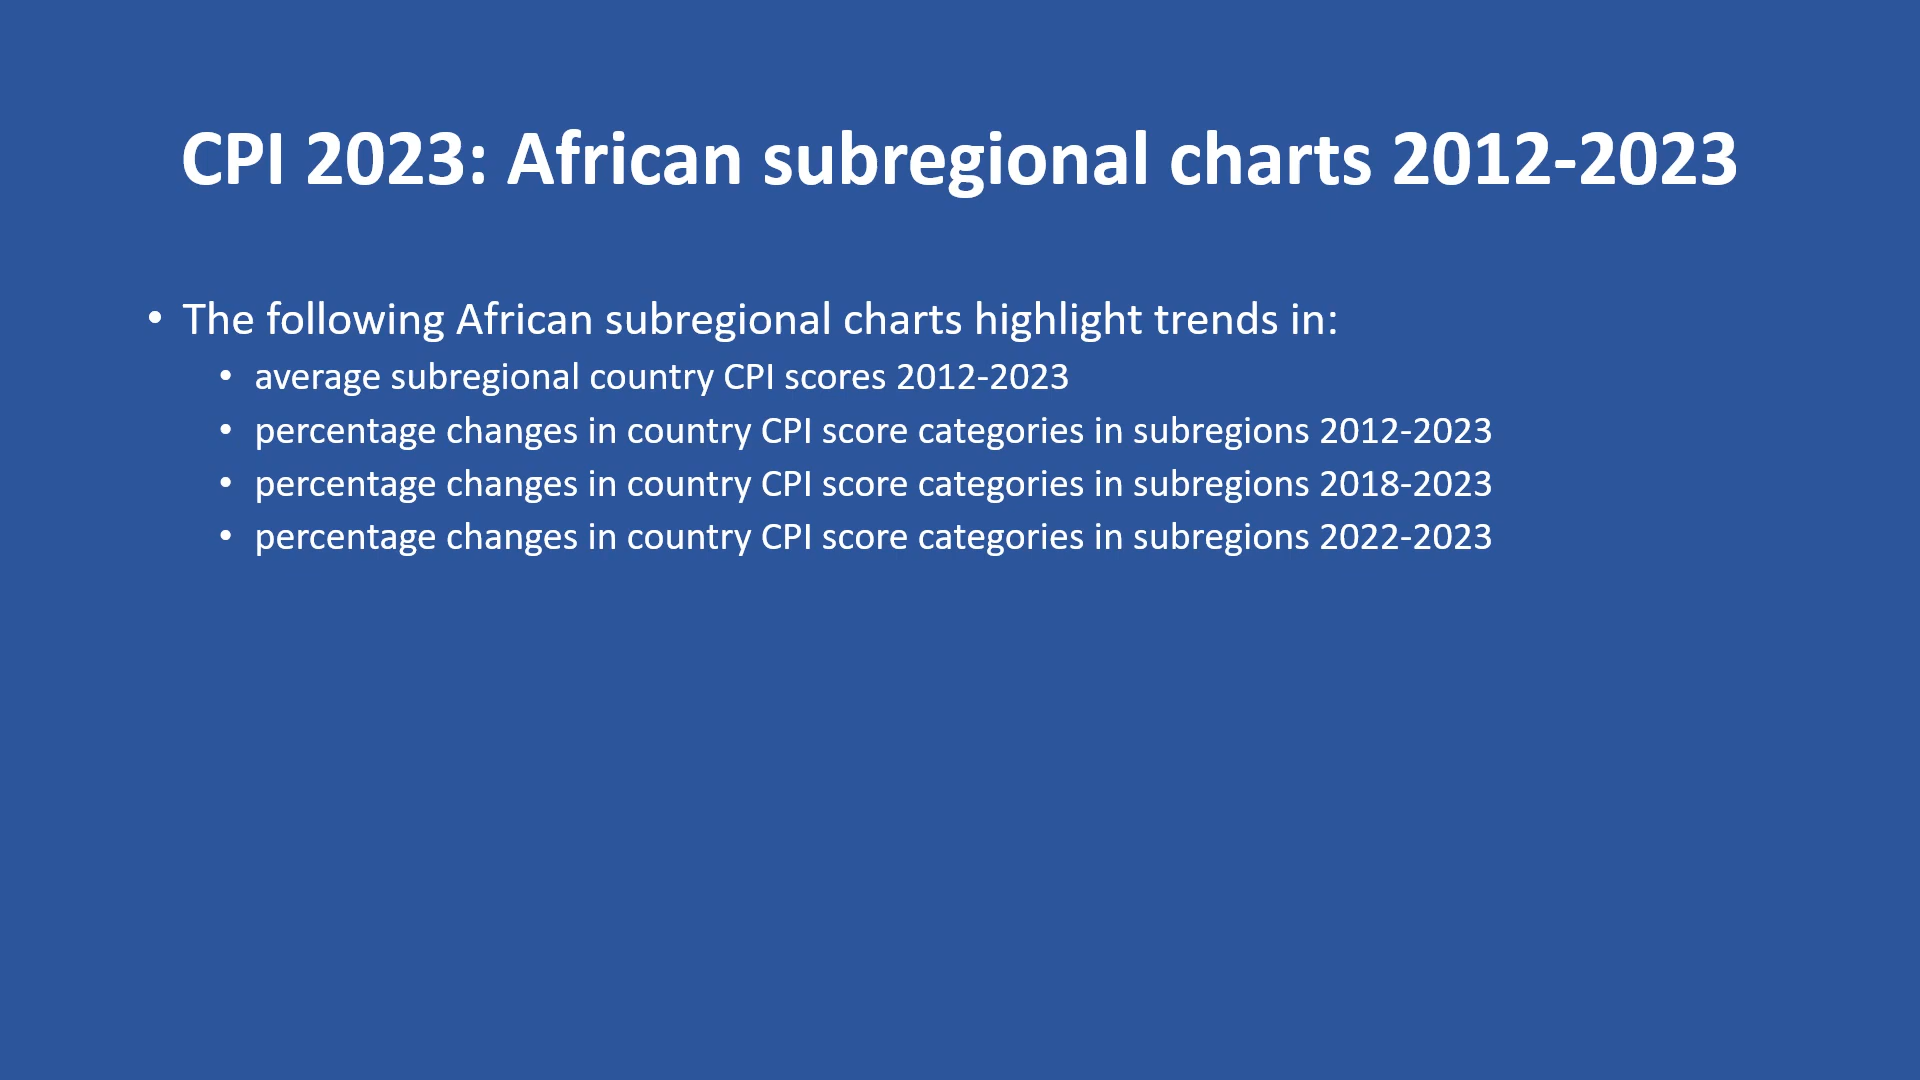 CPI 2023: African subregional charts 2012-2023
• The following African subregional charts highlight trends in:
• average subregional country CPI scores 2012-2023
• percentage changes in country CPI score categories in subregions 2012-2023
• percentage changes in country CPI score categories in subregions 2018-2023
• percentage changes in country CPI score categories in subregions 2022-2023